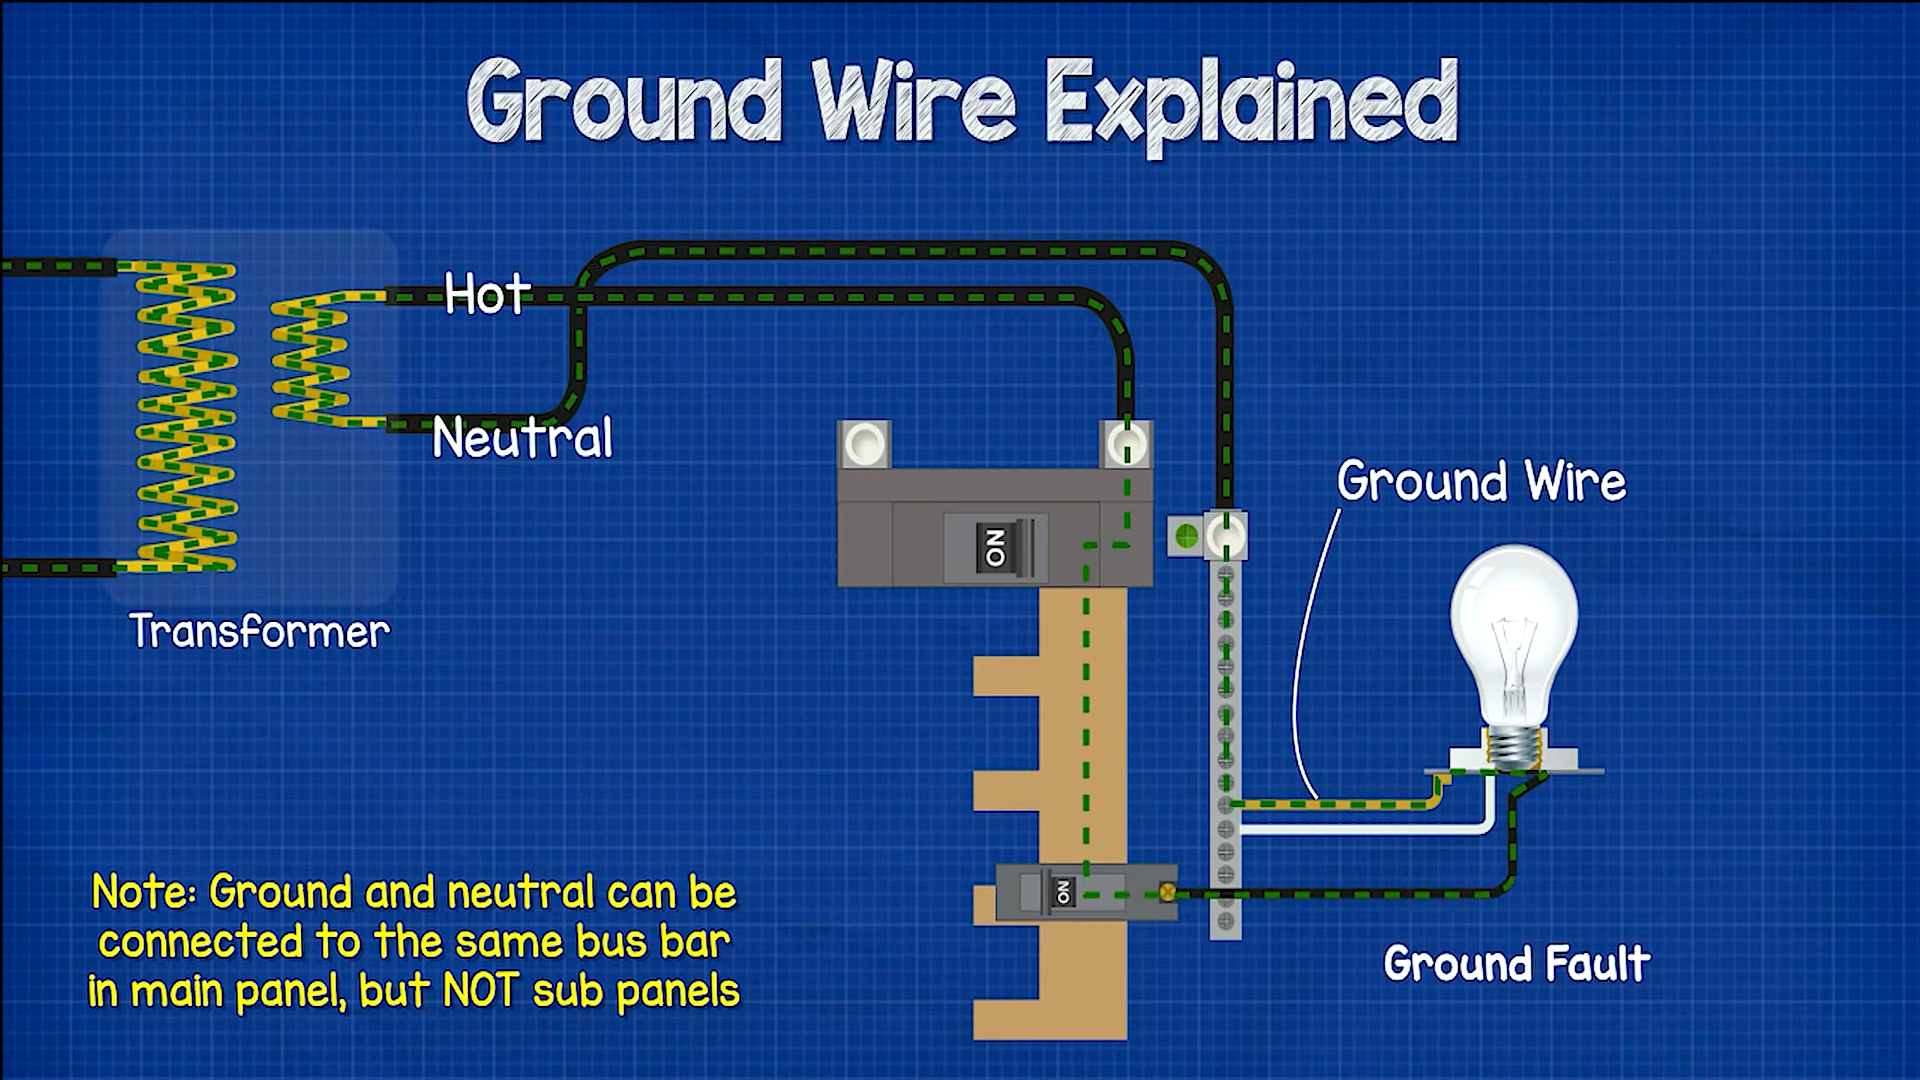 Ground Wire Explained
Hot
Neutral
Ground Wire
ON
Transformer
Note: Ground and neutral can be
connected to the same bus bar
in main panel, but NOT sub panels
ON
Ground Fault